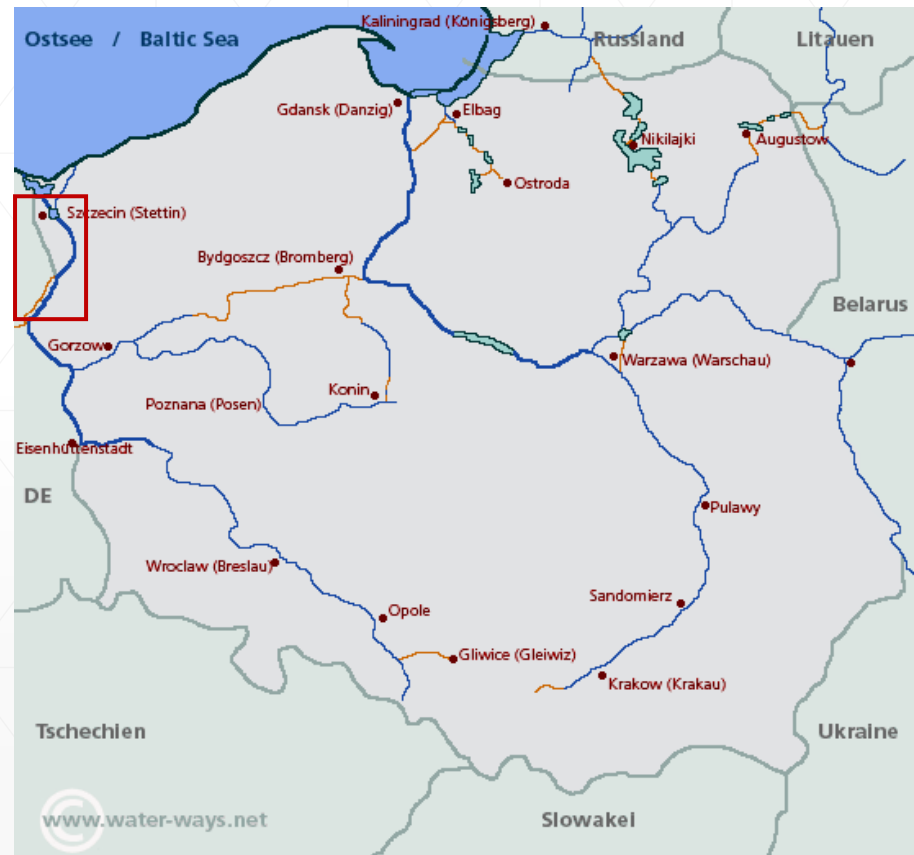 Kaliningrad (Königsberg)
Ostsee / Baltic Sea
Russland
Litauen
Gdansk (Danzig)
Elbag
Nikilajki
Augustow
Ostroda
Szczecin (Stettin)
Bydgoszcz (Bromberg)
Belarus
Gorzow
Warzawa (Warschau)
Konin
Poznana (Posen)
Eisenhüttenstadt
DE
Pulawy
Wroclaw (Breslau)
Sandomierz
Opole
Gliwice (Gleiwiz)
Krakow (Krakau)
Tschechien
Ukraine
©
www.water-ways.net
Slowakei